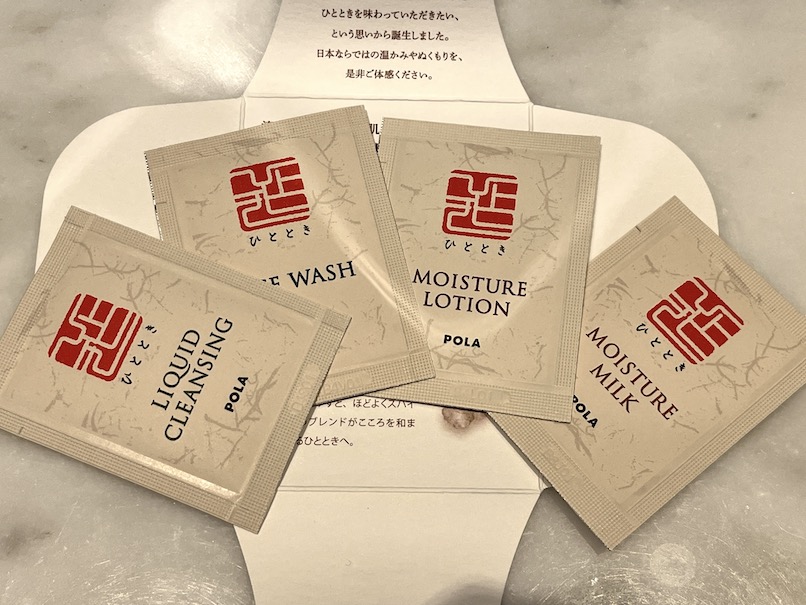 ひとときを味わっていただきたい、
という思いから誕生しました。
日本ならではの温かみやぬくもりを、
是非ご体感ください。
ひととき
LIQUID
CLEANSING
POLA
ひととき
WASH
ひととき
MOISTURE
LOTION
POLA
ひととき
MOISTURE
MILK
POLA
ほどよくスパイ
ブレンドがこころを和ま
ひとときへ。